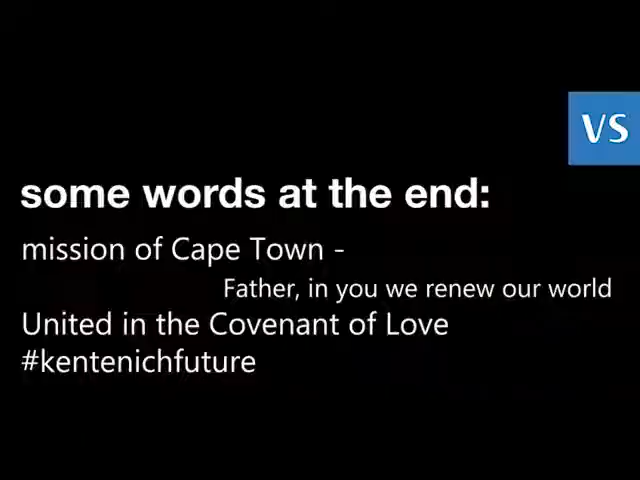 VS
some words at the end:
mission of Cape Town -
Father, in you we renew our world
United in the Covenant of Love
#kentenichfuture